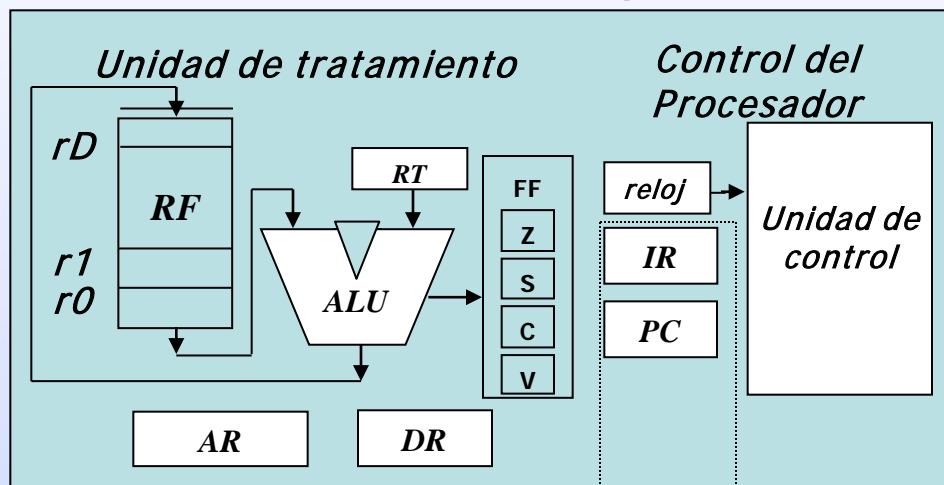 Unidad de tratamiento
Control del
Procesador
rD
RF
r1
r0
RT
ALU
FF
Z
S
C
V
reloj
IR
PC
Unidad de
control
AR
DR